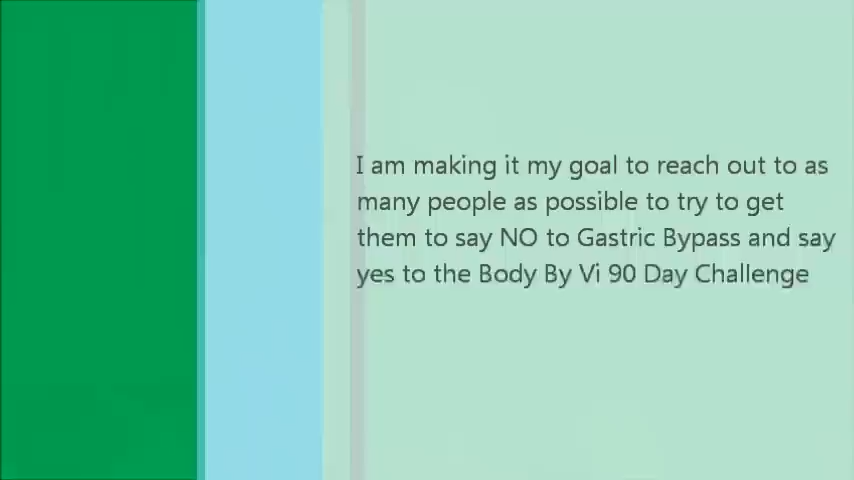 I am making it my goal to reach out to as
many people as possible to try to get
them to say NO to Gastric Bypass and say
yes to the Body By Vi 90 Day Challenge